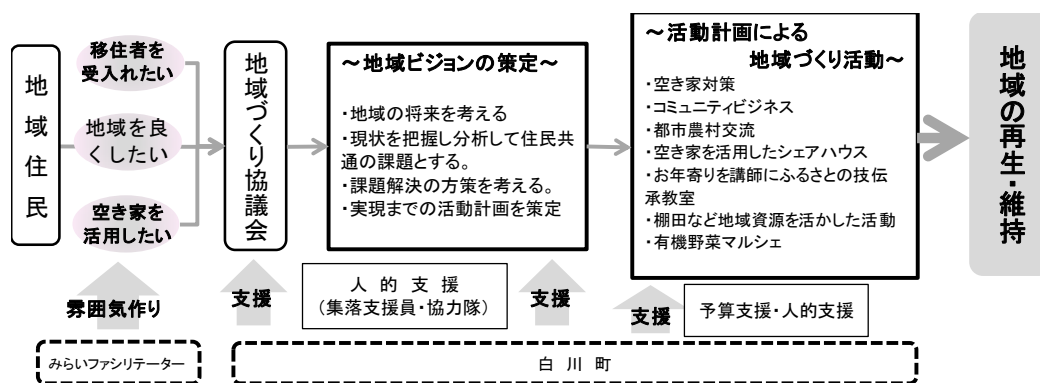 地域住民
移住者を
受入れたい
地域を良
くしたい
空き家を
活用したい
地域づくり協議会
～地域ビジョンの策定～
・地域の将来を考える
・現状を把握し分析して住民共
通の課題とする。
・課題解決の方策を考える。
・実現までの活動計画を策定
～活動計画による
地域づくり活動～
・空き家対策
・コミュニティビジネス
・都市農村交流
・空き家を活用したシェアハウス
・お年寄りを講師にふるさとの技伝
承教室
・棚田など地域資源を活かした活動
・有機野菜マルシェ
地域の再生・維持
雰囲気作り
支援
人的支援
(集落支援員・協力隊)
支援
支援
予算支援・人的支援
みらいファシリテーター
白川町